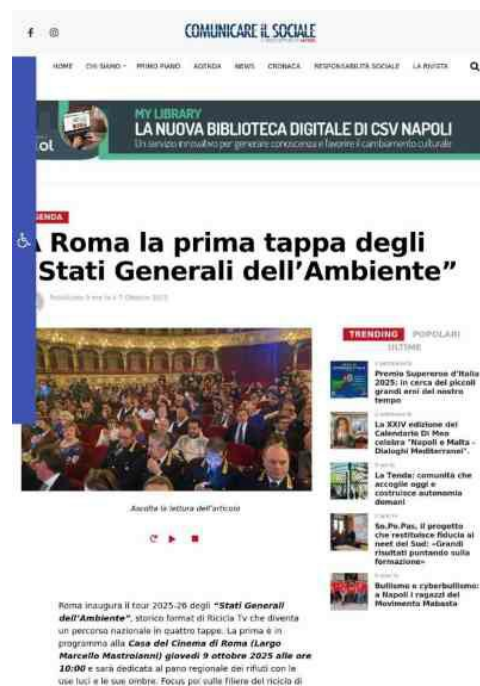 COMUNICARE IL SOCIALE
HOME CHI SIAMO PRIMO PIANO AGENDA NEWS CRONACA RESPONSABILITÀ SOCIALE LA RIVISTA
MY LIBRARY
LA NUOVA BIBLIOTECA DIGITALE DI CSV NAPOLI
Un servizio innovativo per generare conoscenza e favorire il cambiamento culturale
ol
ENDA
Roma la prima tappa degli
Stati Generali dell'Ambiente”
7 Ottobre 2025
Ascolta la lettura dell'articolo
Roma inaugura il tour 2025-26 degli “Stati Generali
dell'Ambiente”, storico format di Ricicla Tv che diventa
un percorso nazionale in quattro tappe. La prima è in
programma alla Casa del Cinema di Roma (Largo
Marcello Mastroianni) giovedì 9 ottobre 2025 alle ore
10:00 e sarà dedicata al pano regionale dei rifiuti con le
use luci e le sue ombre. Focus poi sulle filiere del riciclo di
TRENDING POPOLARI
ULTIME
Premio Supereroe d'Italia
2025: in cerca dei piccoli
grandi eroi del nostro
tempo
La XXIV edizione del
Calendario Di Meo
celebra “Napoli e Malta –
Dialoghi Mediterranei”.
La Tenda: comunità che
accoglie oggi e
costruisce autonomia
domani
So.Po.Pas, il progetto
che restituisce fiducia ai
neet del Sud: «Grandi
risultati puntando sulla
formazione»
Bullismo e cyberbullismo:
a Napoli i ragazzi del
Movimento Mabasta